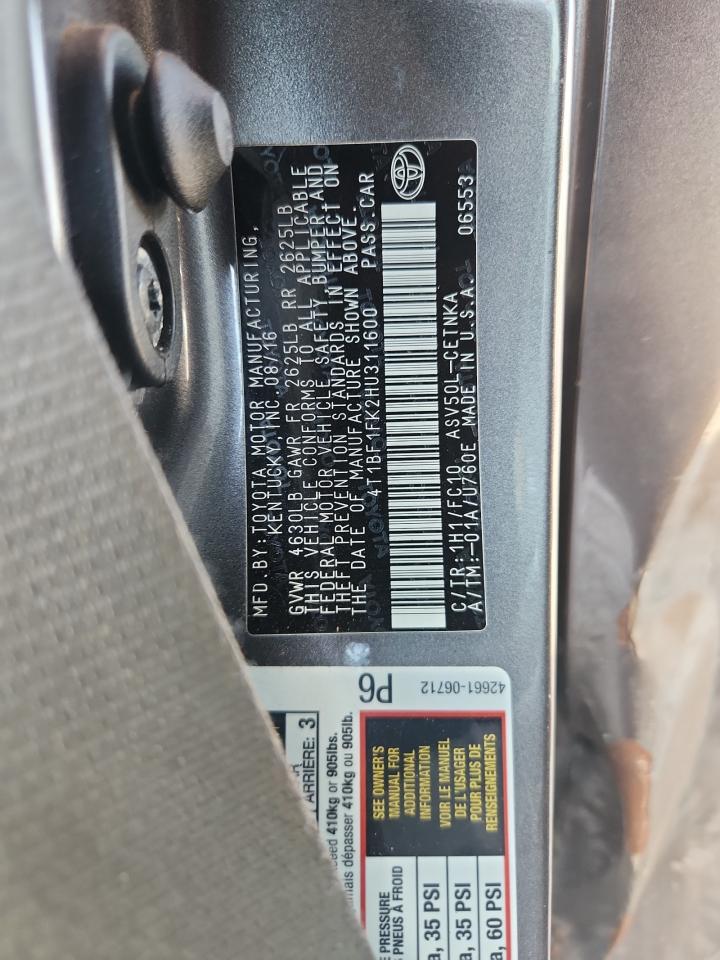 MFD.BY:TOYOTA MOTOR MANUFACTURING,
KENTUCKY,INC.08/16
GVWR 4630LB GAWR FR 2625LB RR 2625LB
THIS VEHICLE CONFORMS TO ALL APPLICABLE
FEDERAL MOTOR VEHICLE SAFETY BUMPER AND
THEFT PREVENTION STANDARDS IN EFFECT ON
THE DATE OF MANUFACTURE SHOWN ABOVE.
4T1BF1FK2HU311600 PASS.CAR
C/TR:1H1/FC10 ASV50L-CETNKA
A/TM:-01A/U760E MADE IN U.S.A. 06553
P6
42661-06712
ARRIÈRE: 3
410kg or 905lbs.
dépasser 410kg ou 905lb.
SEE OWNER'S
MANUAL FOR
ADDITIONAL
INFORMATION
VOIR LE MANUEL
DE L'USAGER
POUR PLUS DE
RENSEIGNEMENTS
PRESSURE
PNEUS À FROID
35 PSI
35 PSI
60 PSI